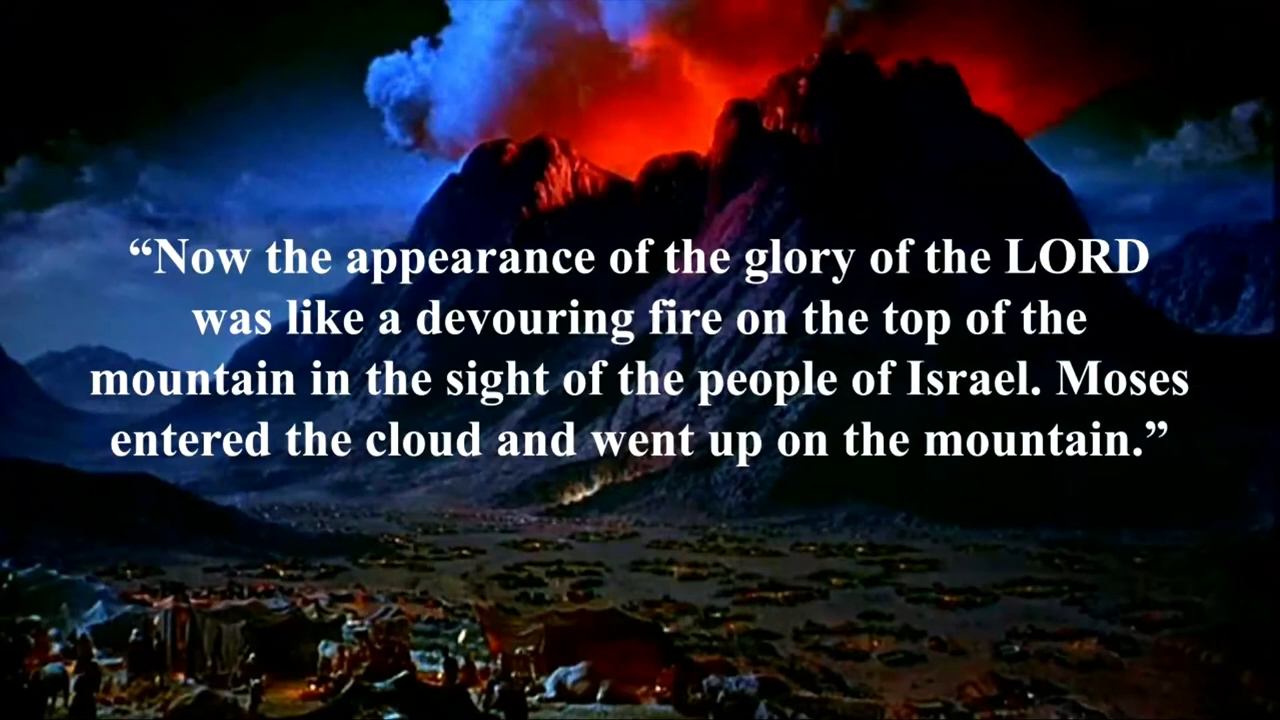 “Now the appearance of the glory of the LORD
was like a devouring fire on the top of the
mountain in the sight of the people of Israel. Moses
entered the cloud and went up on the mountain.”